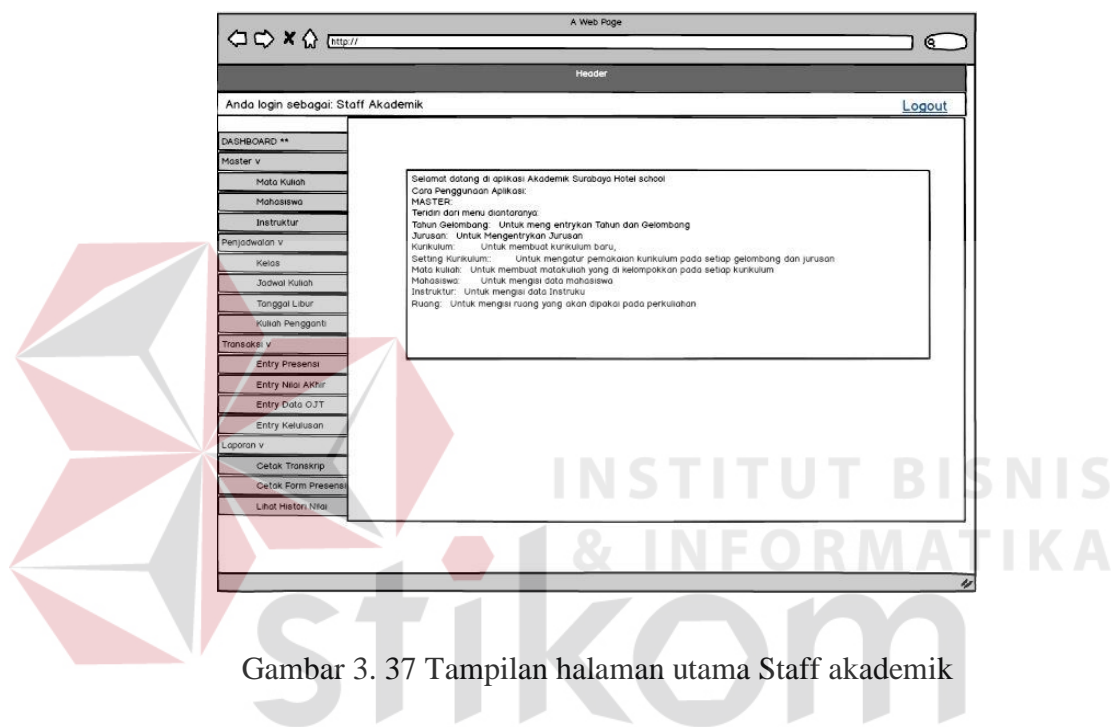 A Web Page
http://
Header
Anda login sebagai: Staff Akademik
Logout
DASHBOARD **
Master v
Mata Kuliah
Mahasiswa
Instruktur
Penjadwalan v
Kelas
Jadwal Kuliah
Tanggal Libur
Kuliah Pengganti
Transaksi v
Entry Presensi
Entry Nilai AKhir
Entry Data OJT
Entry Kelulusan
Laporan v
Cetak Transkrip
Cetak Form Presensi
Lihat Histori Nilai
Selamat datang di aplikasi Akademik Surabaya Hotel school
Cara Penggunaan Aplikasi:
MASTER:
Teridiri dari menu diantaranya:
Tahun Gelombang: Untuk meng entrykan Tahun dan Gelombang
Jurusan: Untuk Mengentrykan Jurusan
Kurikulum: Untuk membuat kurikulum baru,
Setting Kurikulum:: Untuk mengatur pemakaian kurikulum pada setiap gelombang dan jurusan
Mata kuliah: Untuk membuat matakuliah yang di kelompokkan pada setiap kurikulum
Mahasiswa: Untuk mengisi data mahasiswa
Instruktur: Untuk mengisi data Instruku
Ruang: Untuk mengisi ruang yang akan dipakai pada perkuliahan
INSTITUT BISNIS
& INFORMATIKA
stikom
Gambar 3. 37 Tampilan halaman utama Staff akademik